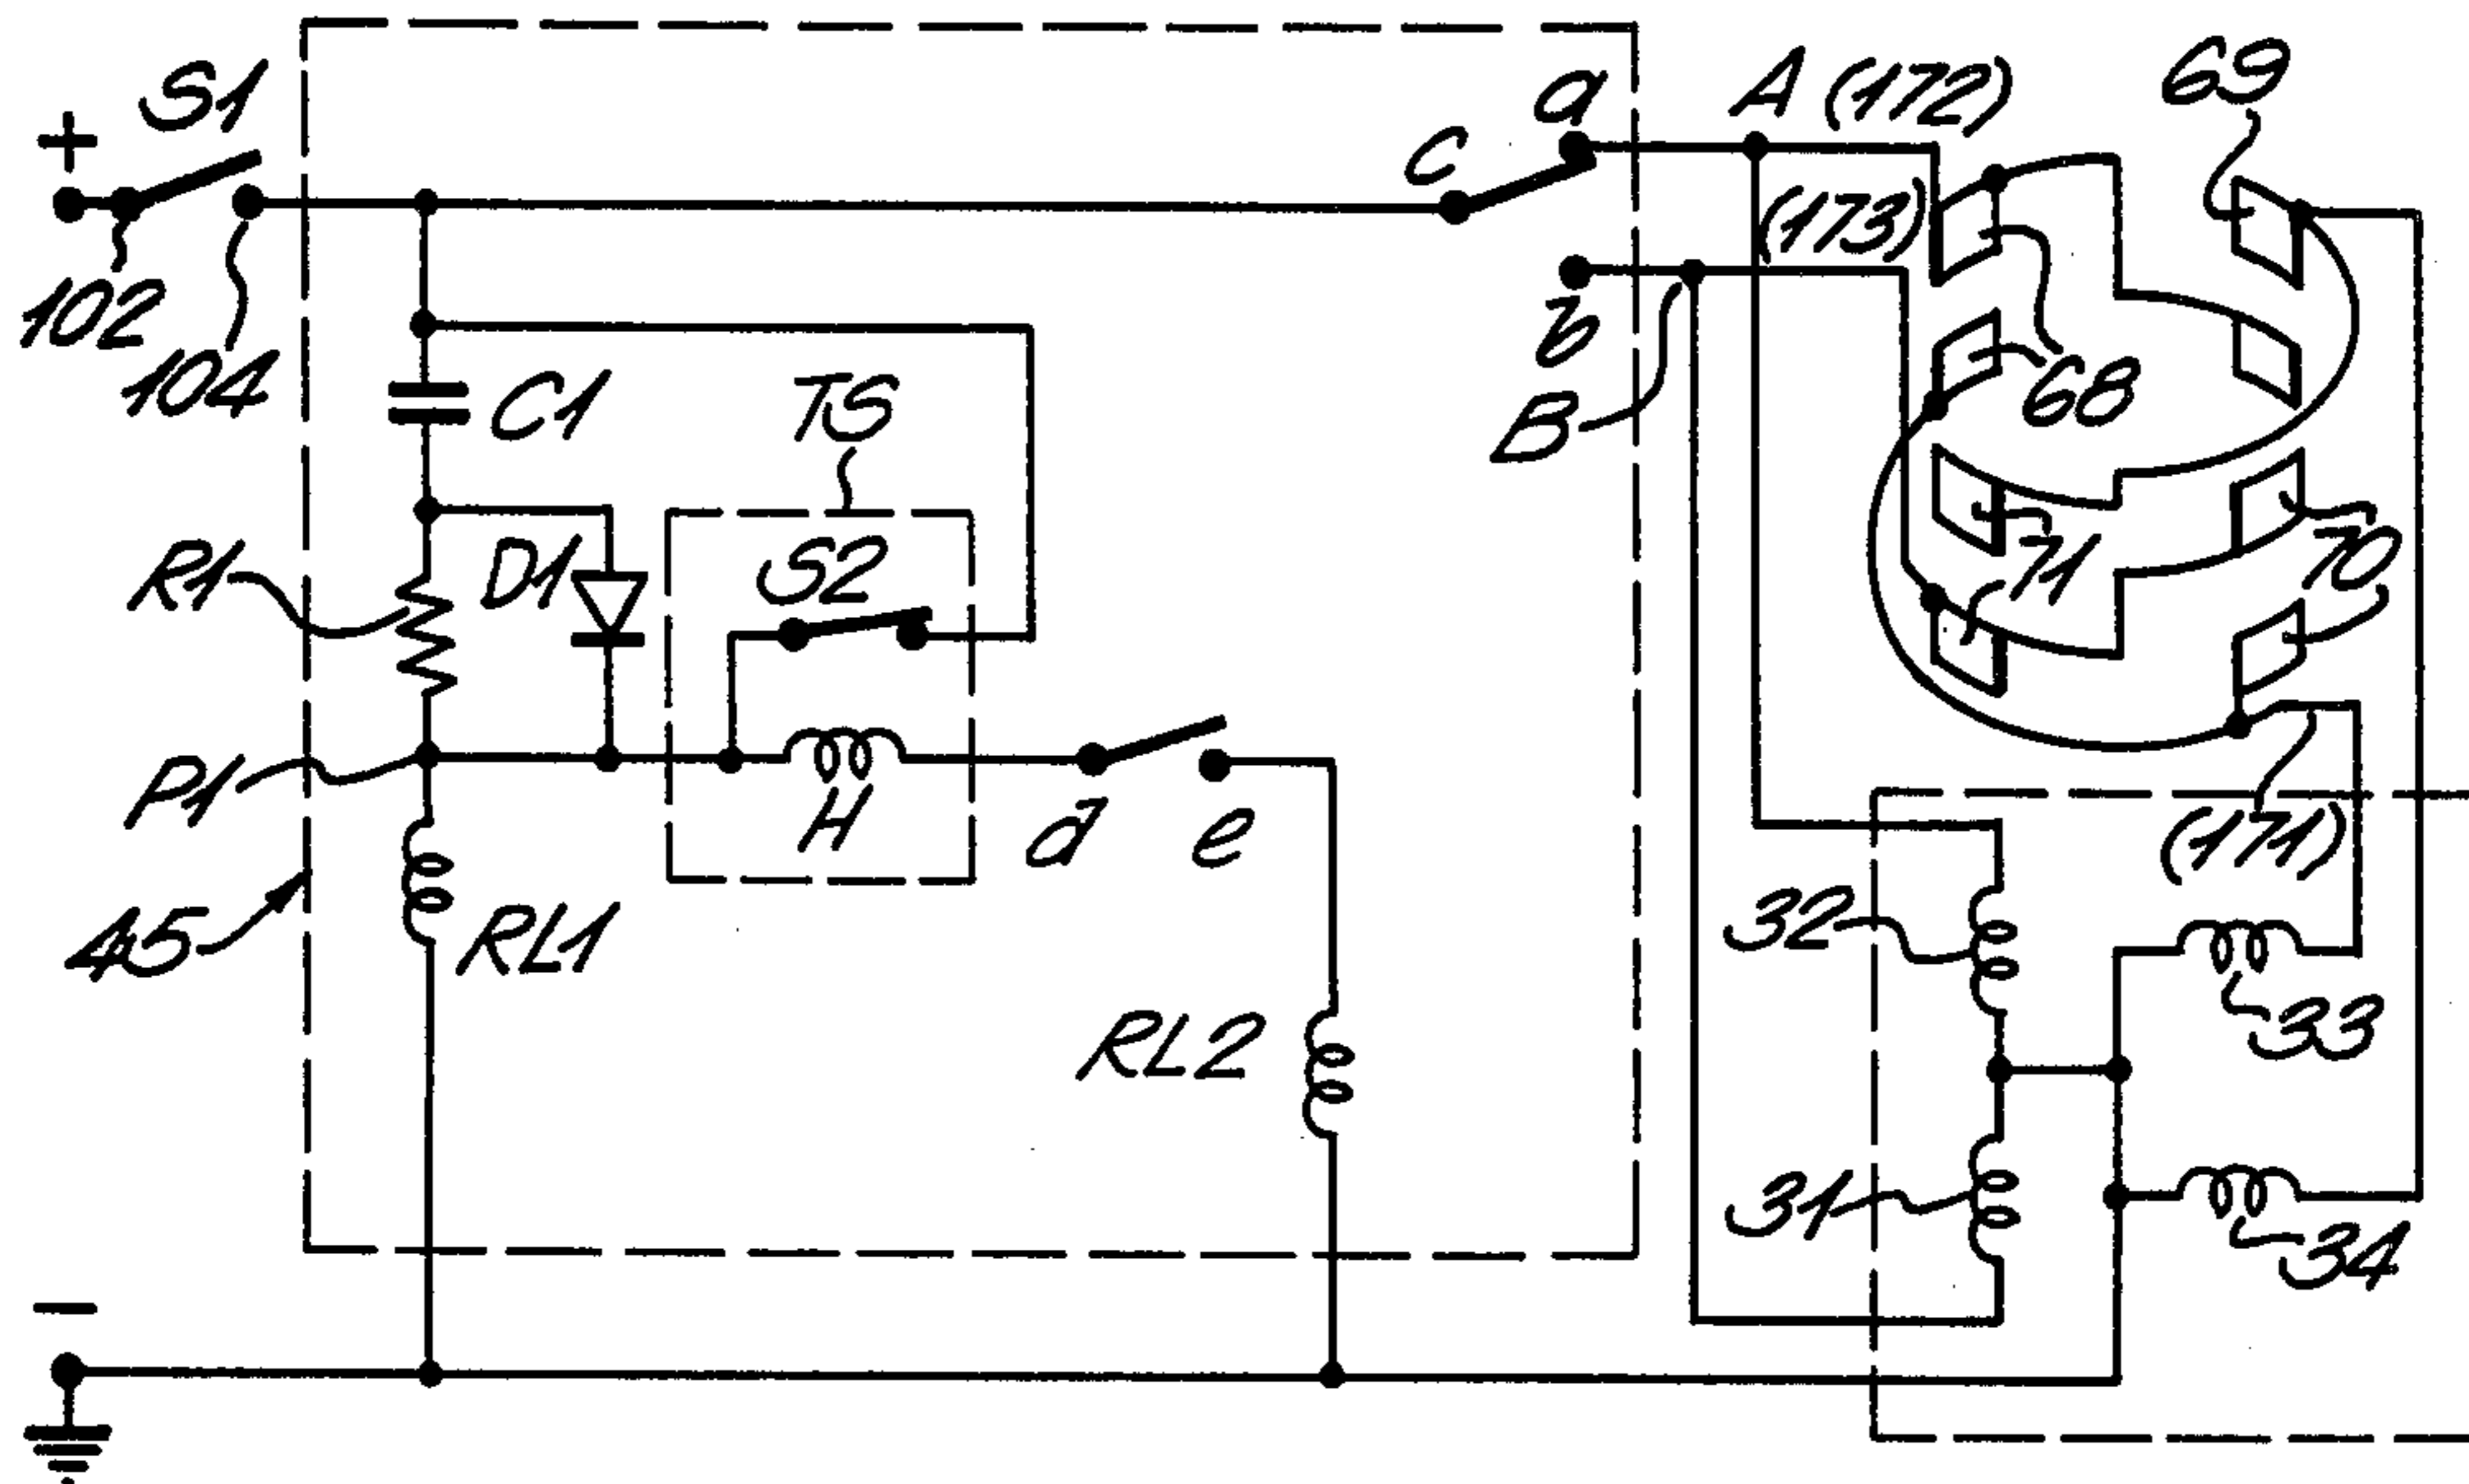 S1
+
102
104
a
c
b
A (172)
(173)
B
69
68
71
70
C1
TS
R1
D1
S2
P1
H
d
e
45
RL1
RL2
(171)
32
33
31
34
−